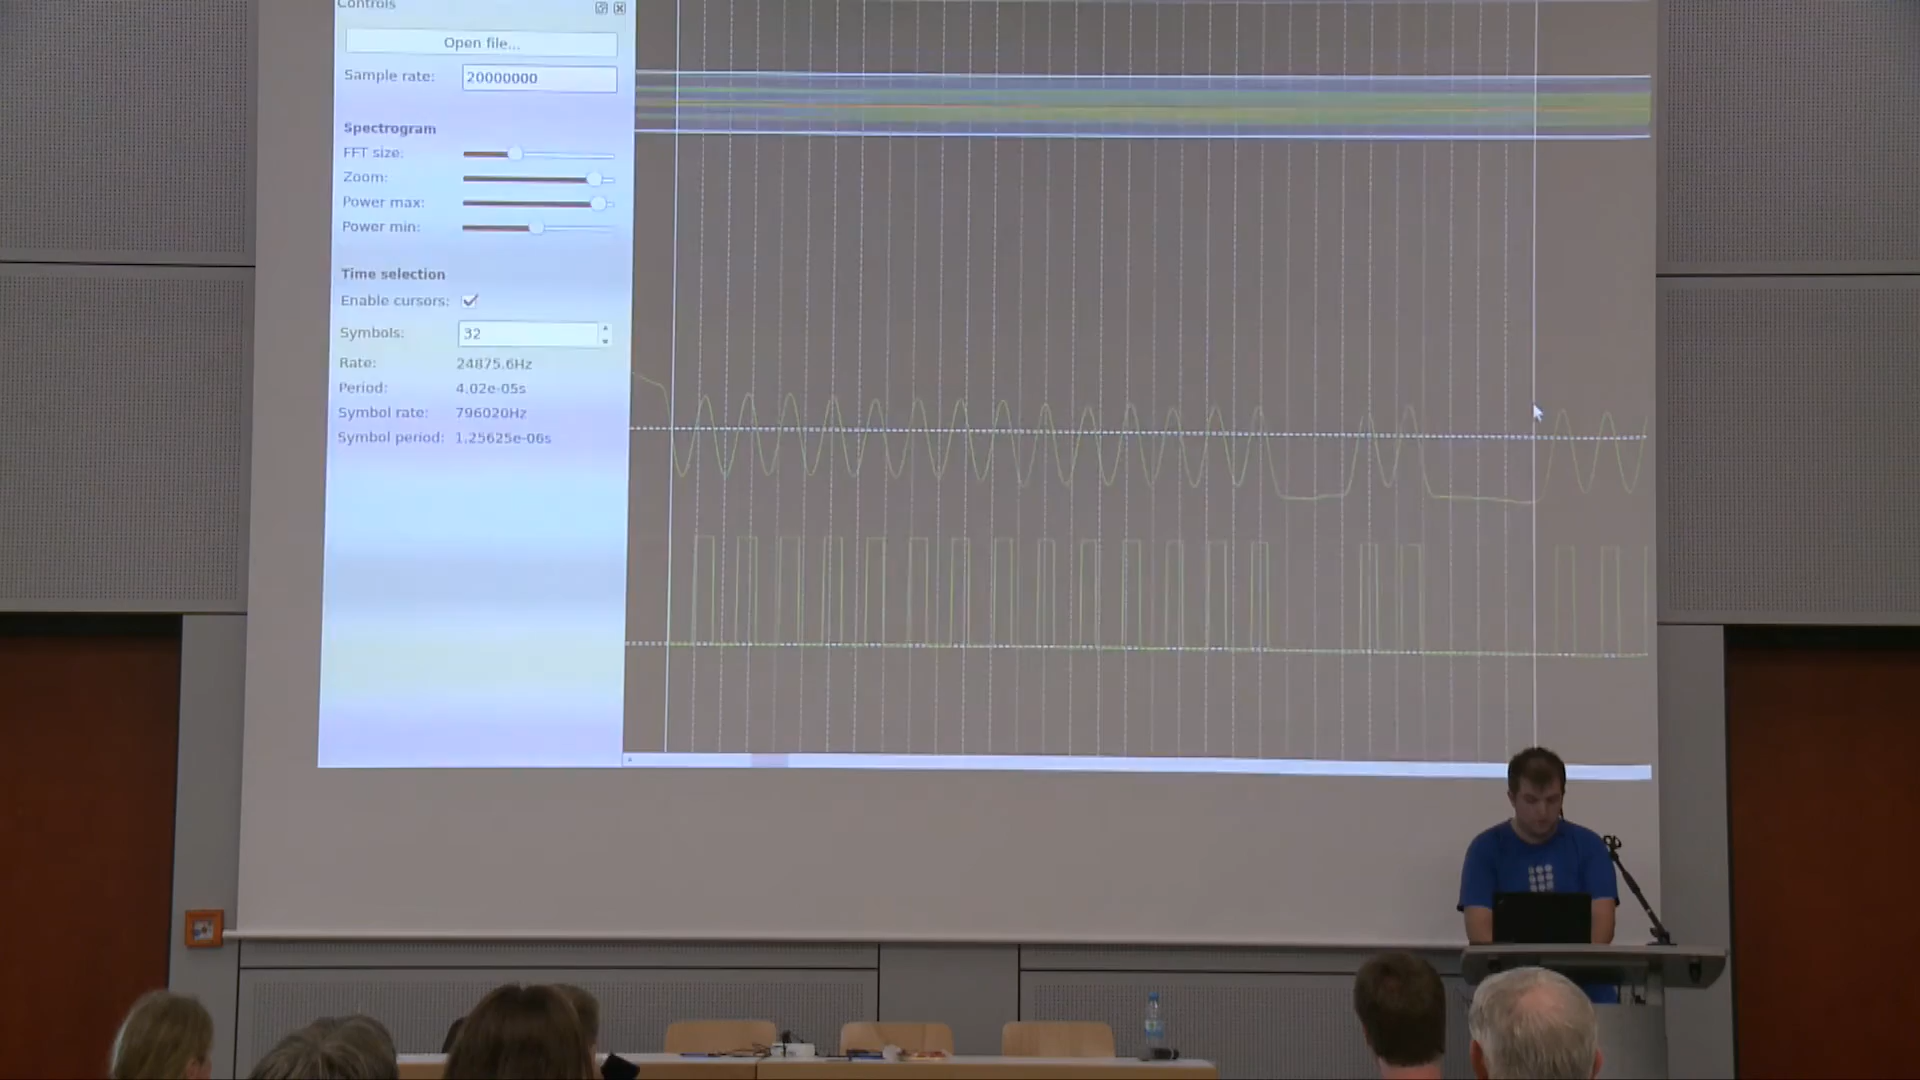 Controls
Open file...
Sample rate: 20000000
Spectrogram
FFT size:
Zoom:
Power max:
Power min:
Time selection
Enable cursors:
Symbols: 32
Rate: 24875.6Hz
Period: 4.02e-05s
Symbol rate: 796020Hz
Symbol period: 1.25625e-06s